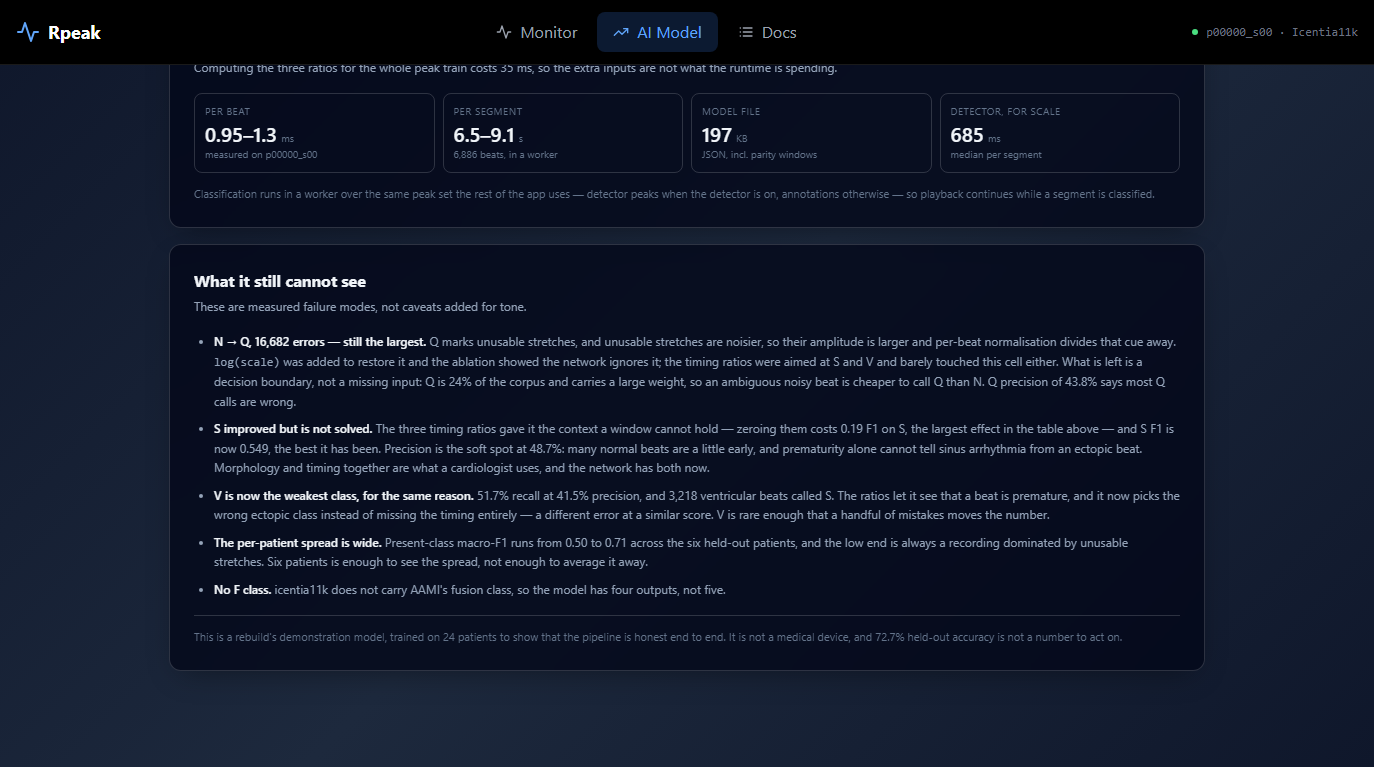 Rpeak
Monitor
AI Model
Docs
p00000_s00 · Icentia11k
Computing the three ratios for the whole peak train costs 35 ms, so the extra inputs are not what the runtime is spending.
PER BEAT
0.95–1.3 ms
measured on p00000_s00
PER SEGMENT
6.5–9.1 s
6,886 beats, in a worker
MODEL FILE
197 KB
JSON, incl. parity windows
DETECTOR, FOR SCALE
685 ms
median per segment
Classification runs in a worker over the same peak set the rest of the app uses — detector peaks when the detector is on, annotations otherwise — so playback continues while a segment is classified.
What it still cannot see
These are measured failure modes, not caveats added for tone.
• N → Q, 16,682 errors — still the largest. Q marks unusable stretches, and unusable stretches are noisier, so their amplitude is larger and per-beat normalisation divides that cue away.
log(scale) was added to restore it and the ablation showed the network ignores it; the timing ratios were aimed at S and V and barely touched this cell either. What is left is a
decision boundary, not a missing input: Q is 24% of the corpus and carries a large weight, so an ambiguous noisy beat is cheaper to call Q than N. Q precision of 43.8% says most Q
calls are wrong.
• S improved but is not solved. The three timing ratios gave it the context a window cannot hold — zeroing them costs 0.19 F1 on S, the largest effect in the table above — and S F1 is
now 0.549, the best it has been. Precision is the soft spot at 48.7%: many normal beats are a little early, and prematurity alone cannot tell sinus arrhythmia from an ectopic beat.
Morphology and timing together are what a cardiologist uses, and the network has both now.
• V is now the weakest class, for the same reason. 51.7% recall at 41.5% precision, and 3,218 ventricular beats called S. The ratios let it see that a beat is premature, and it now picks the
wrong ectopic class instead of missing the timing entirely — a different error at a similar score. V is rare enough that a handful of mistakes moves the number.
• The per-patient spread is wide. Present-class macro-F1 runs from 0.50 to 0.71 across the six held-out patients, and the low end is always a recording dominated by unusable
stretches. Six patients is enough to see the spread, not enough to average it away.
• No F class. icentia11k does not carry AAMI's fusion class, so the model has four outputs, not five.
This is a rebuild's demonstration model, trained on 24 patients to show that the pipeline is honest end to end. It is not a medical device, and 72.7% held-out accuracy is not a number to act on.